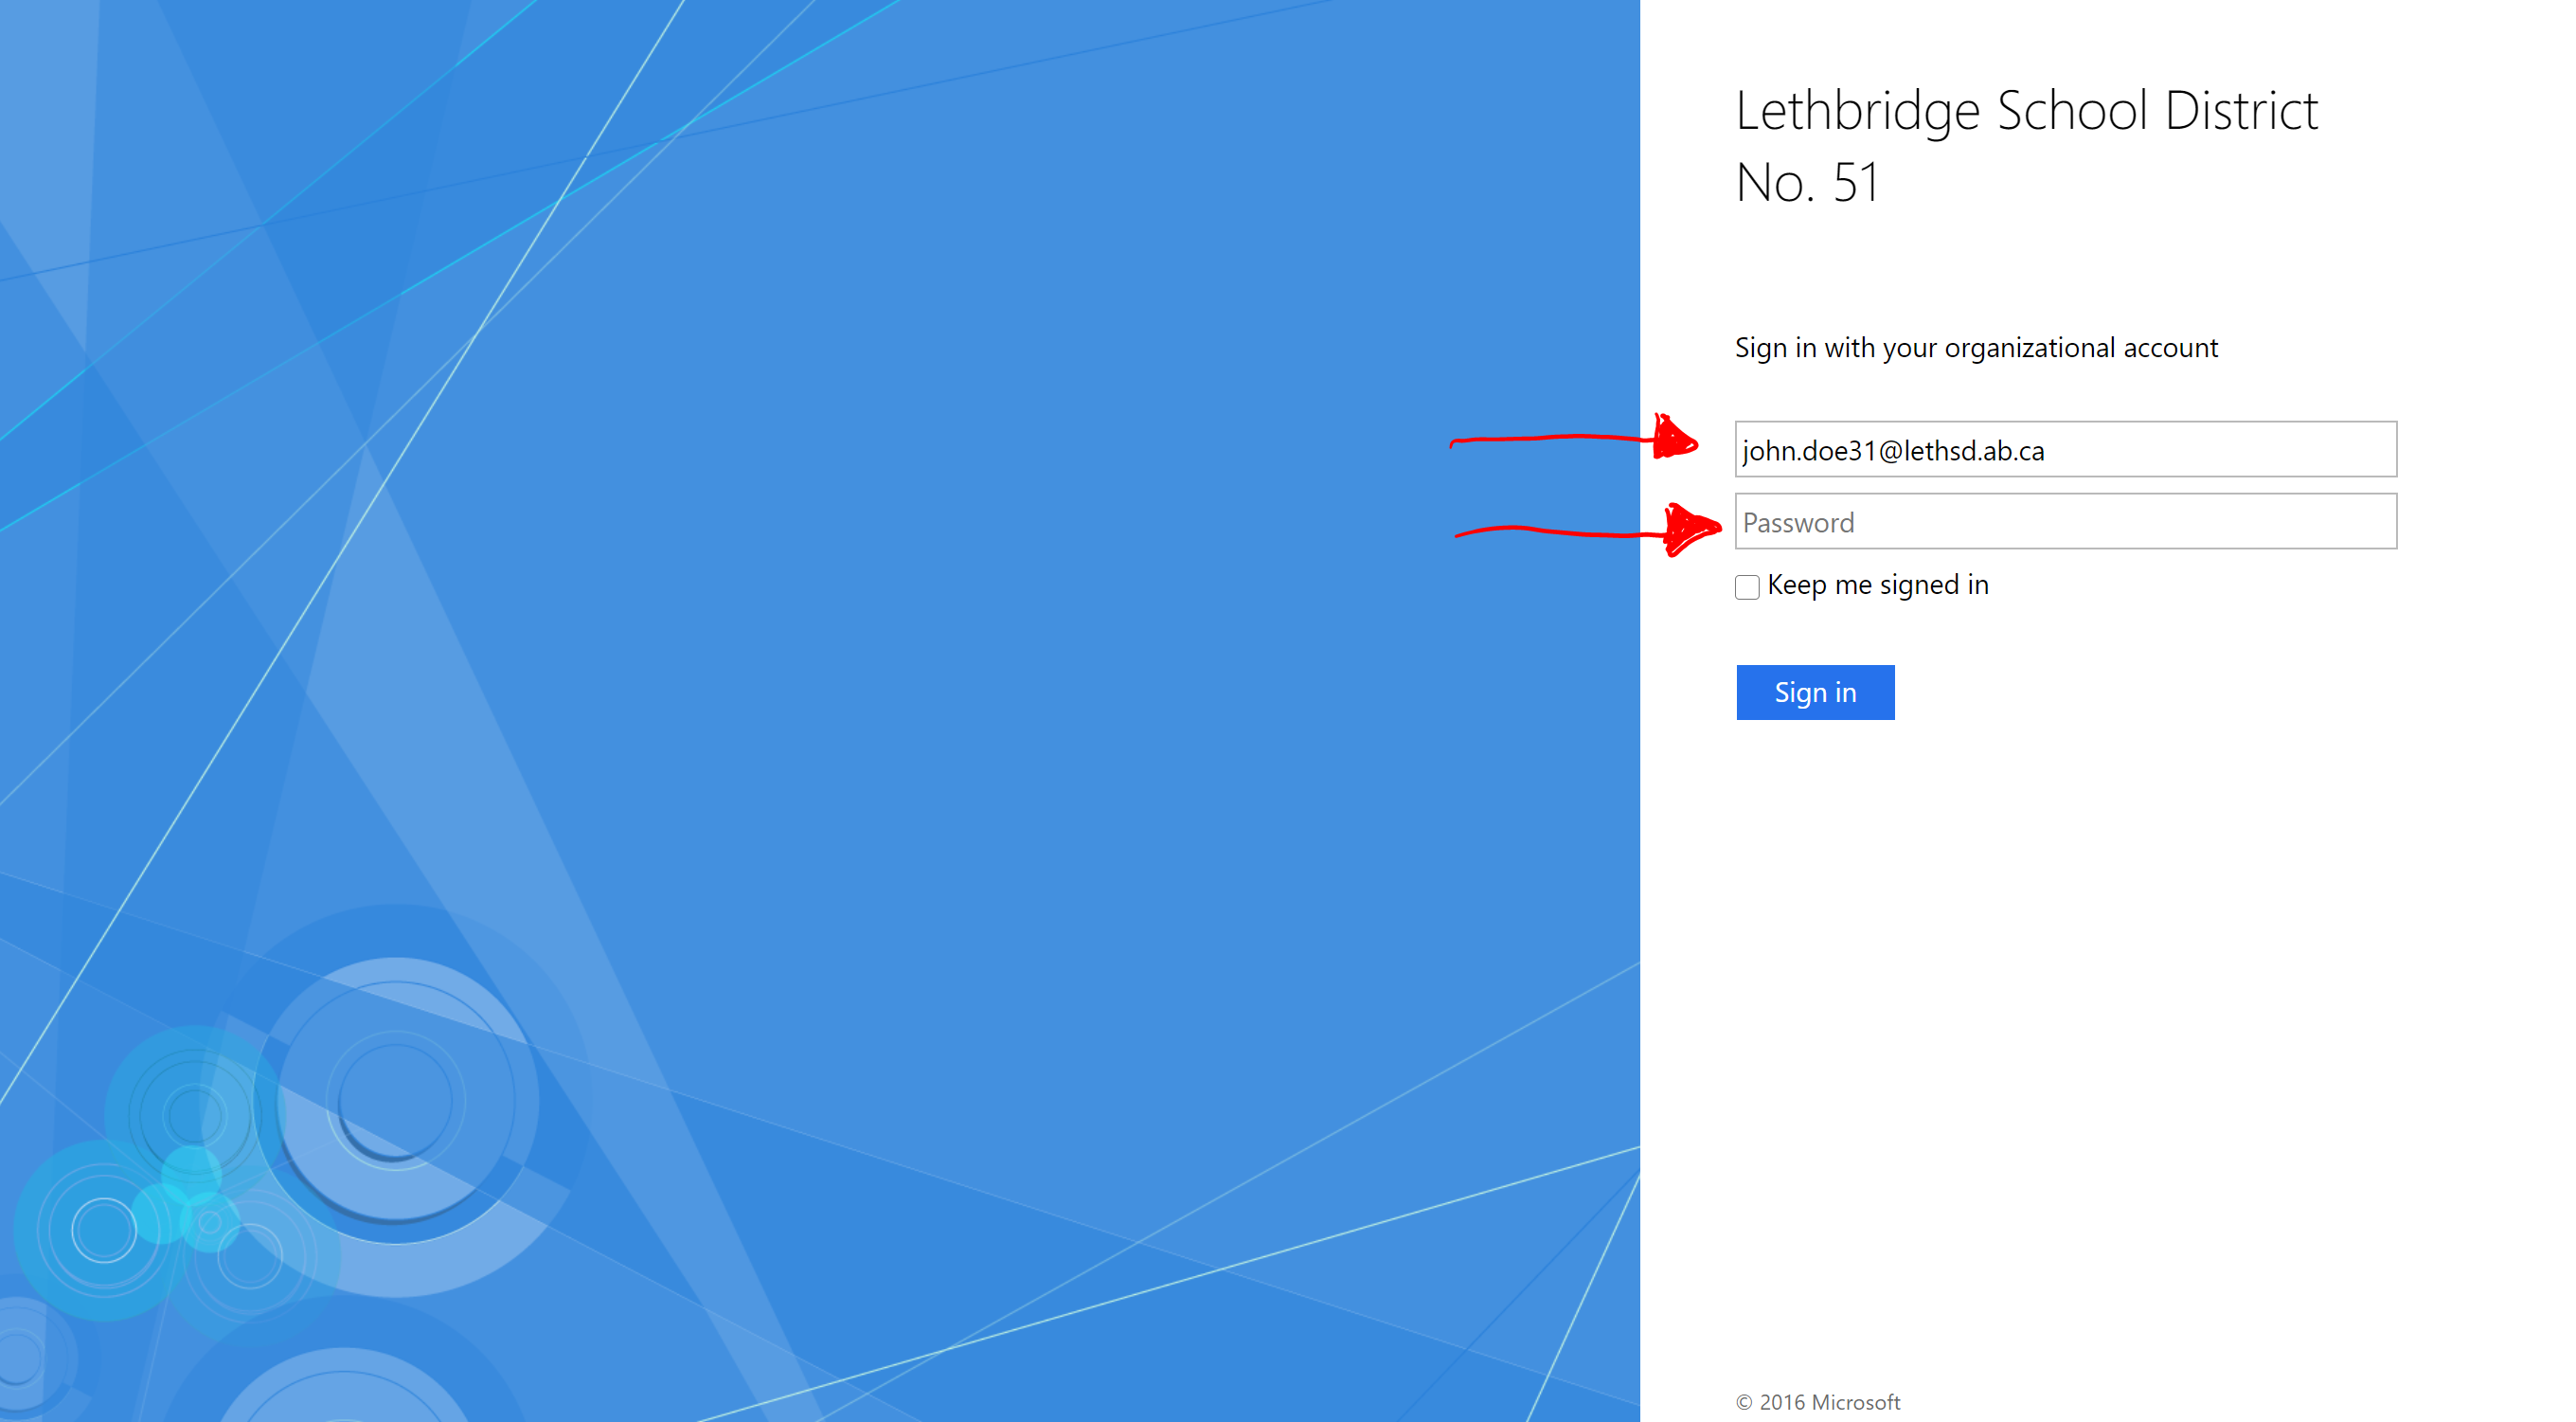 Lethbridge School District
No. 51
Sign in with your organizational account
john.doe31@lethsd.ab.ca
Password
Keep me signed in
Sign in
© 2016 Microsoft